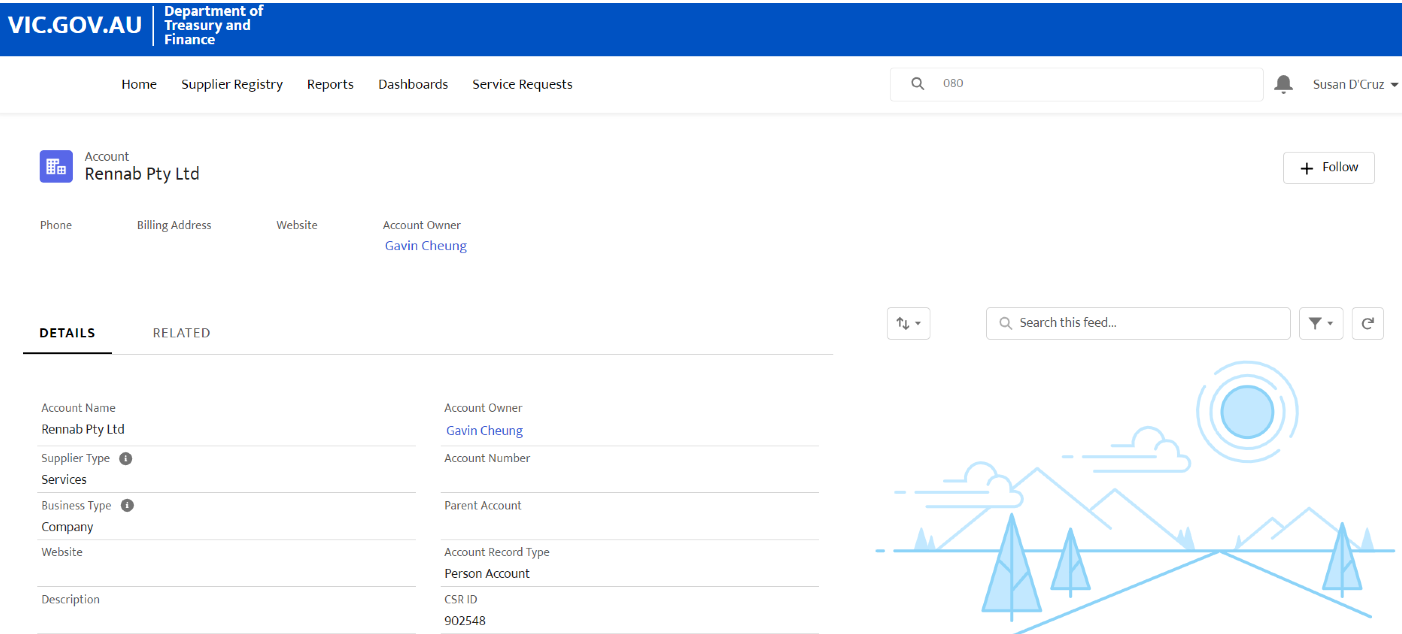 VIC.GOV.AU
Department of
Treasury and
Finance
Home Supplier Registry Reports Dashboards Service Requests
080
Susan D'Cruz
Account
Rennab Pty Ltd
Follow
Phone Billing Address Website Account Owner
Gavin Cheung
DETAILS RELATED
Search this feed...
Account Name Account Owner
Rennab Pty Ltd Gavin Cheung
Supplier Type Account Number
Services
Business Type Parent Account
Company
Website Account Record Type
Person Account
Description CSR ID
902548